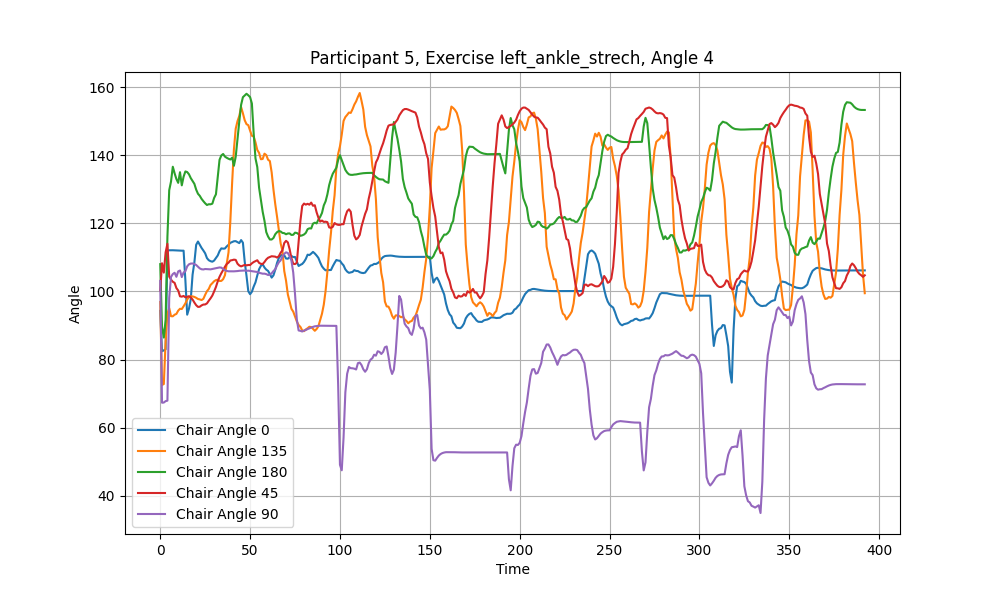 Participant 5, Exercise left_ankle_strech, Angle 4
Angle
160
140
120
100
80
60
40
Chair Angle 0
Chair Angle 135
Chair Angle 180
Chair Angle 45
Chair Angle 90
0 50 100 150 200 250 300 350 400
Time